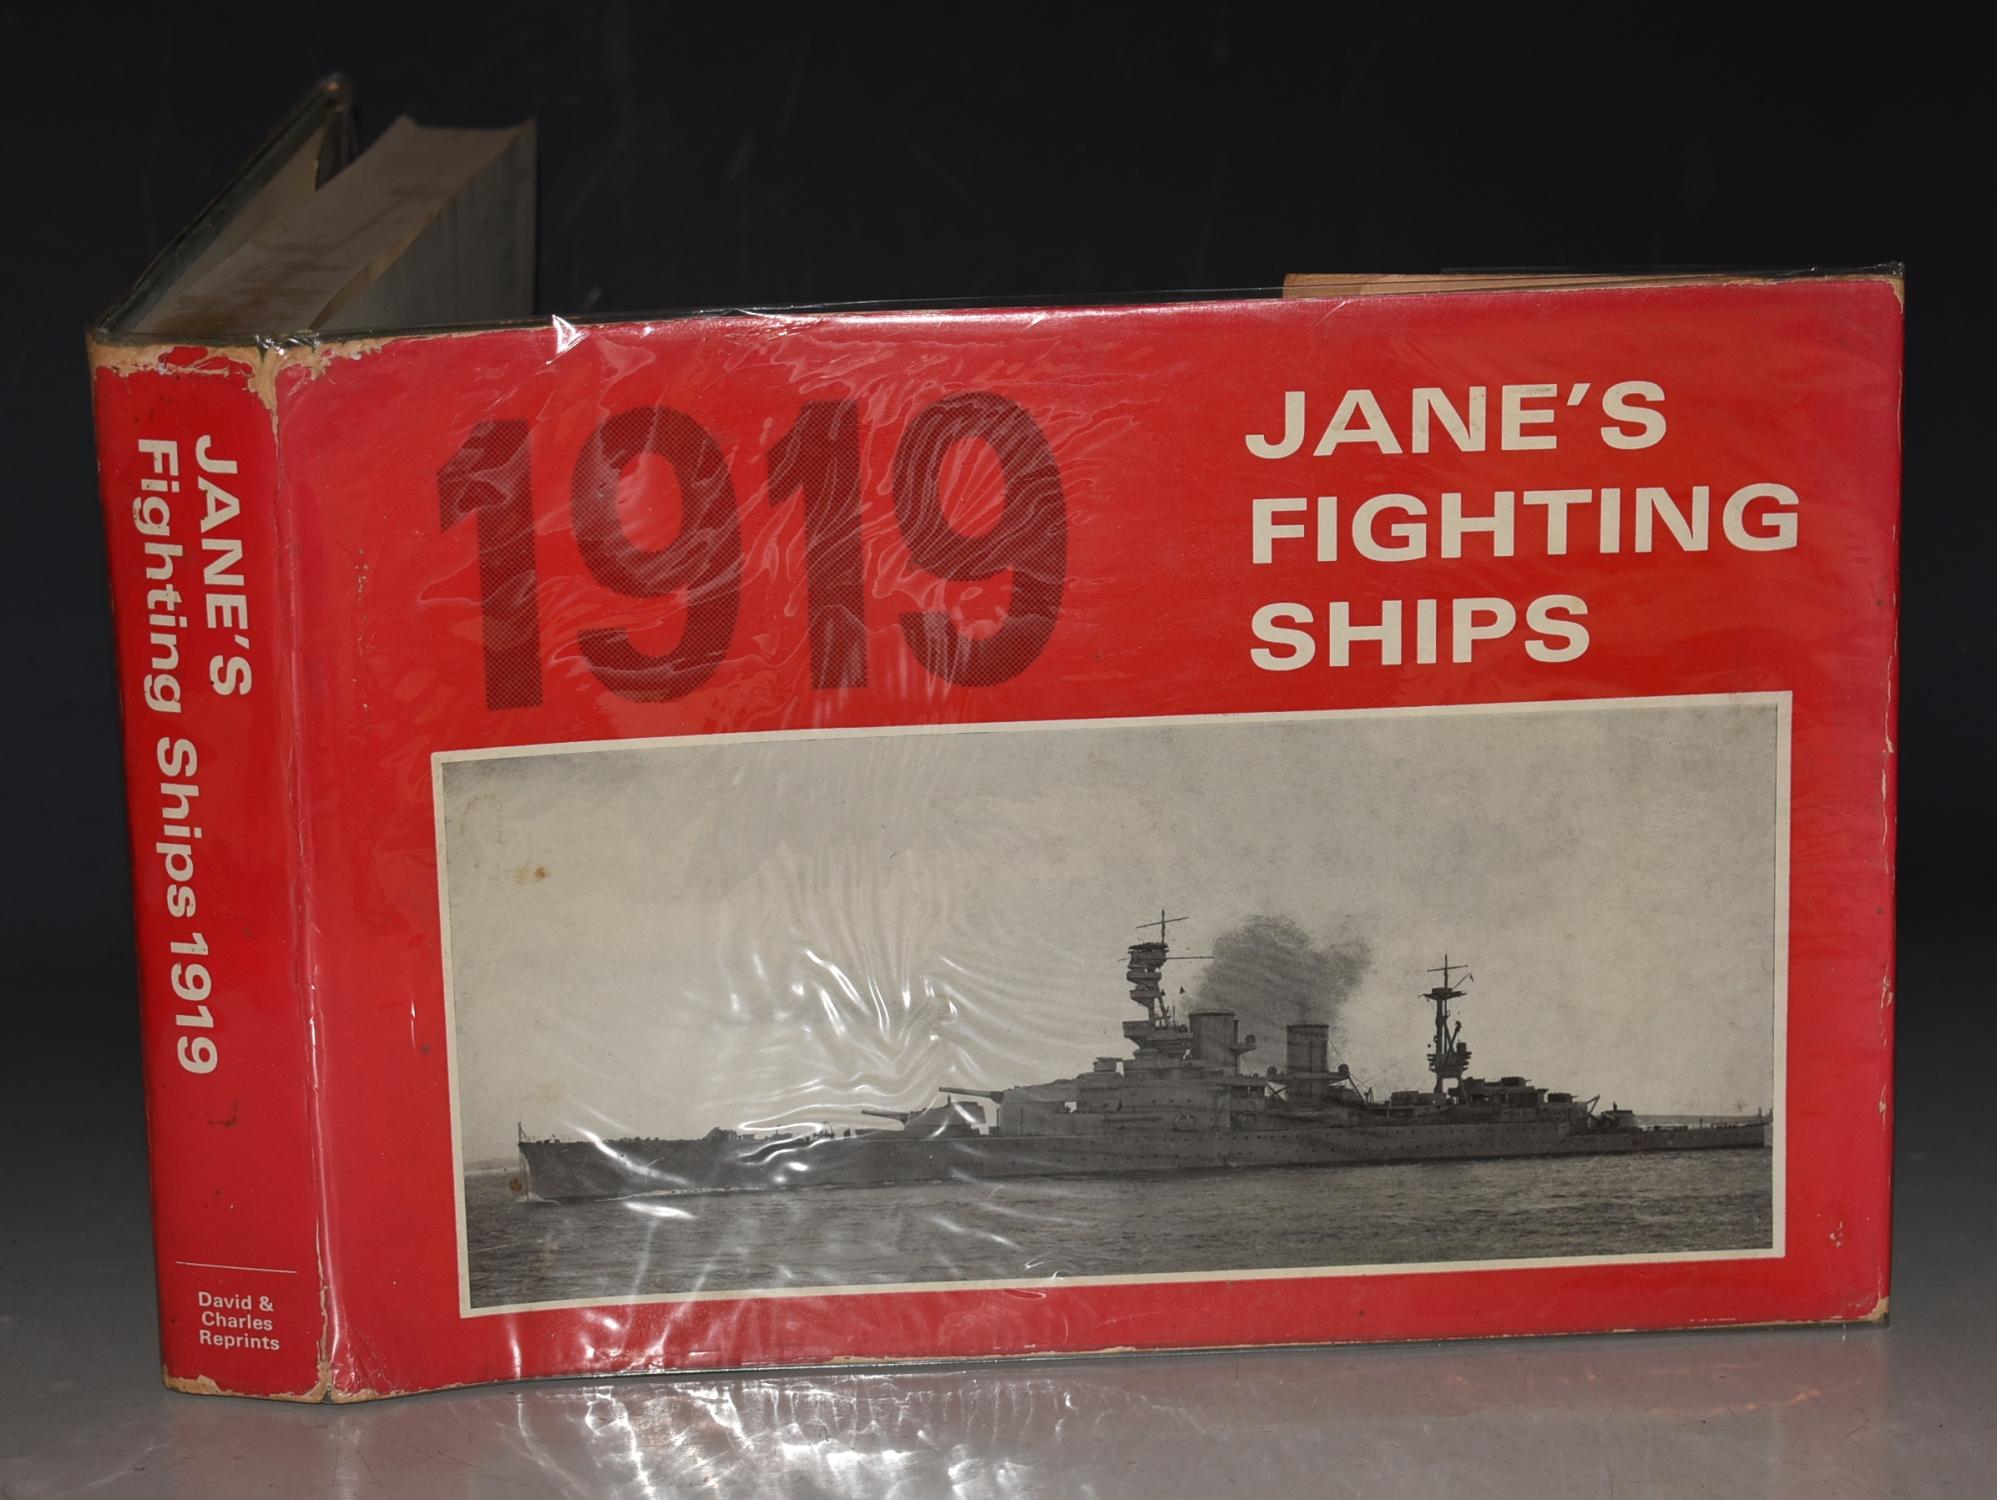 JANE'S
Fighting Ships 1919
David &
Charles
Reprints
1919
JANE'S
FIGHTING
SHIPS